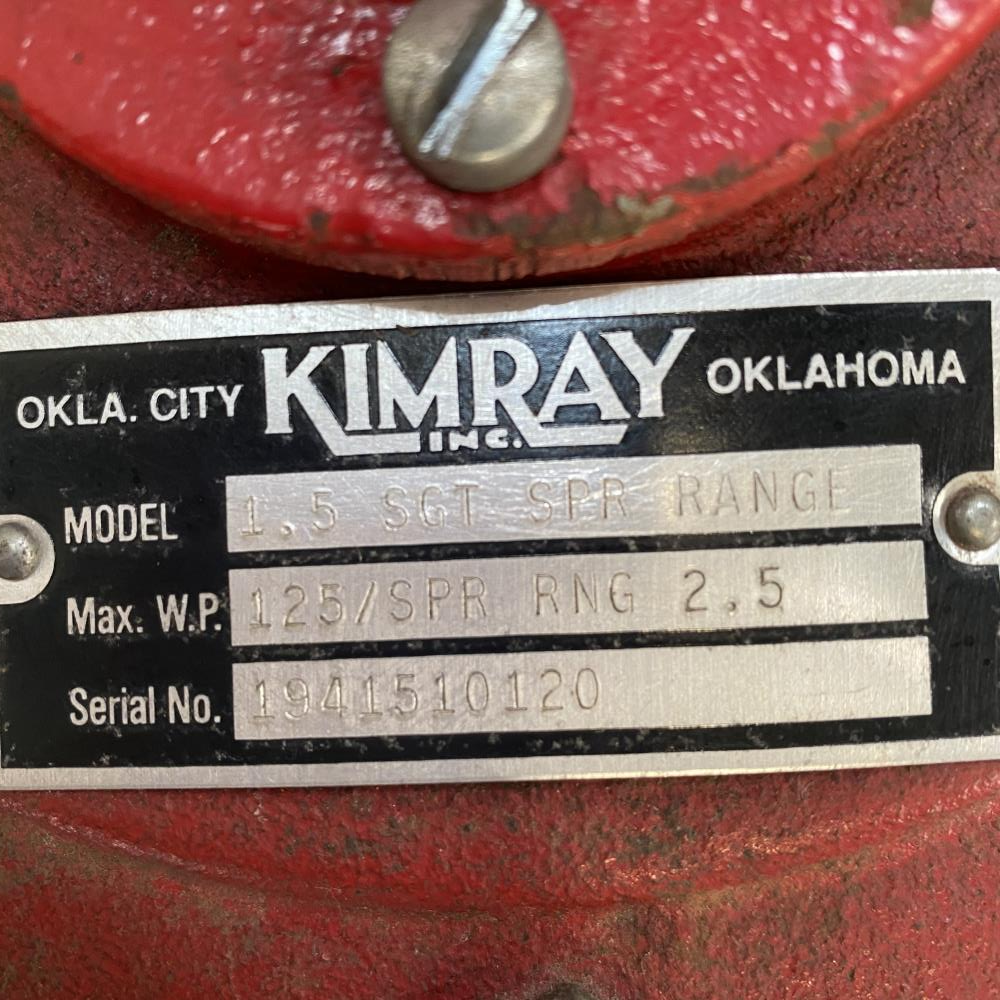 OKLA. CITY KIMRAY INC. OKLAHOMA
MODEL 1.5 SGT SPR RANGE
Max. W.P. 125/SPR RNG 2.5
Serial No. 1941510120